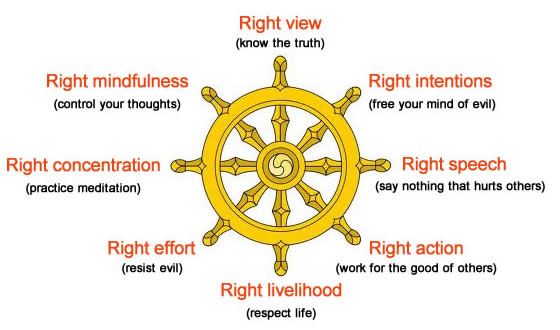 Right view
(know the truth)
Right mindfulness
(control your thoughts)
Right intentions
(free your mind of evil)
Right concentration
(practice meditation)
Right speech
(say nothing that hurts others)
Right effort
(resist evil)
Right action
(work for the good of others)
Right livelihood
(respect life)